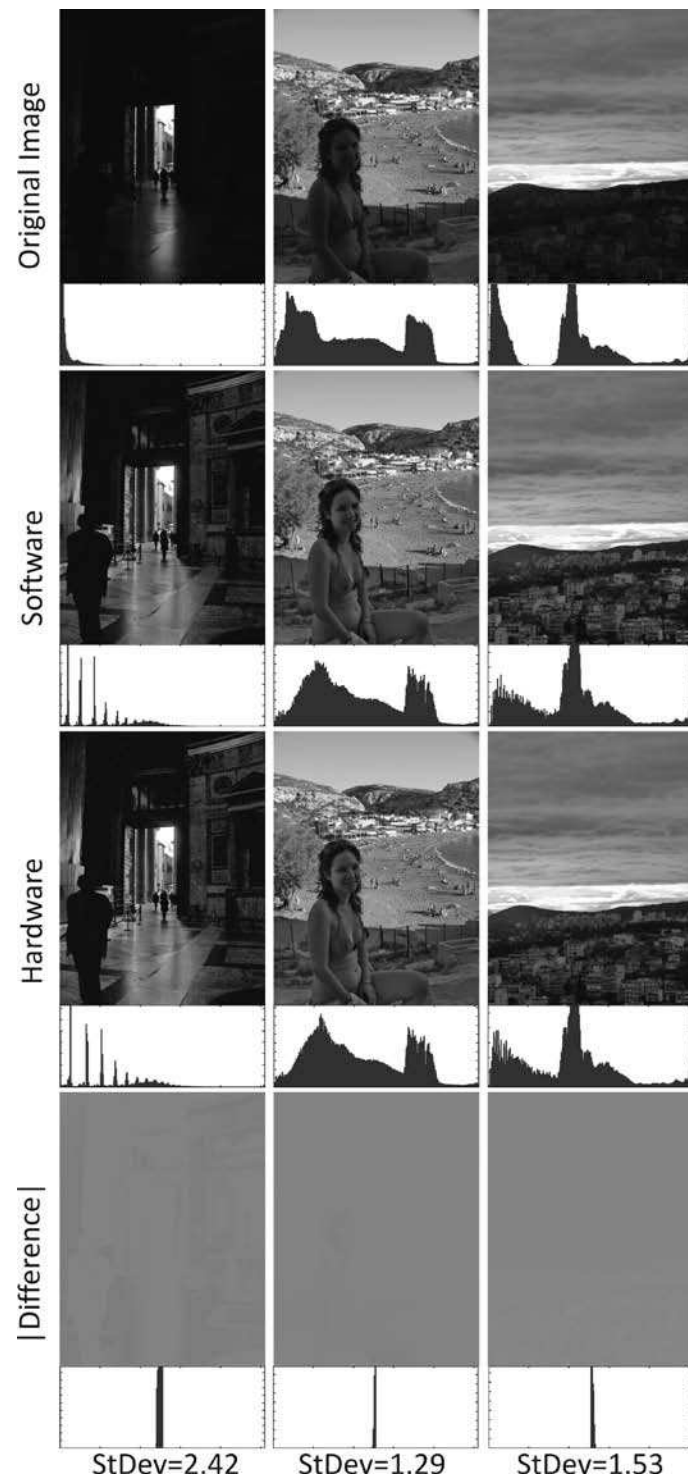 Original Image
Software
Hardware
|Difference|
StDev=2.42
StDev=1.29
StDev=1.53